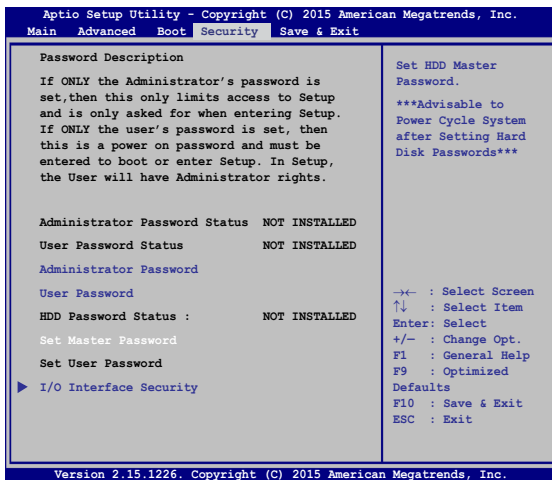 Aptio Setup Utility - Copyright (C) 2015 American Megatrends, Inc.
Main Advanced Boot Security Save & Exit
Password Description
If ONLY the Administrator's password is
set,then this only limits access to Setup
and is only asked for when entering Setup.
If ONLY the user's password is set, then
this is a power on password and must be
entered to boot or enter Setup. In Setup,
the User will have Administrator rights.
Administrator Password Status NOT INSTALLED
User Password Status NOT INSTALLED
Administrator Password
User Password
HDD Password Status : NOT INSTALLED
Set Master Password
Set User Password
I/O Interface Security
Set HDD Master
Password.
***Advisable to
Power Cycle System
after Setting Hard
Disk Passwords***
→← : Select Screen
↑↓ : Select Item
Enter: Select
+/— : Change Opt.
F1 : General Help
F9 : Optimized
Defaults
F10 : Save & Exit
ESC : Exit
Version 2.15.1226. Copyright (C) 2015 American Megatrends, Inc.